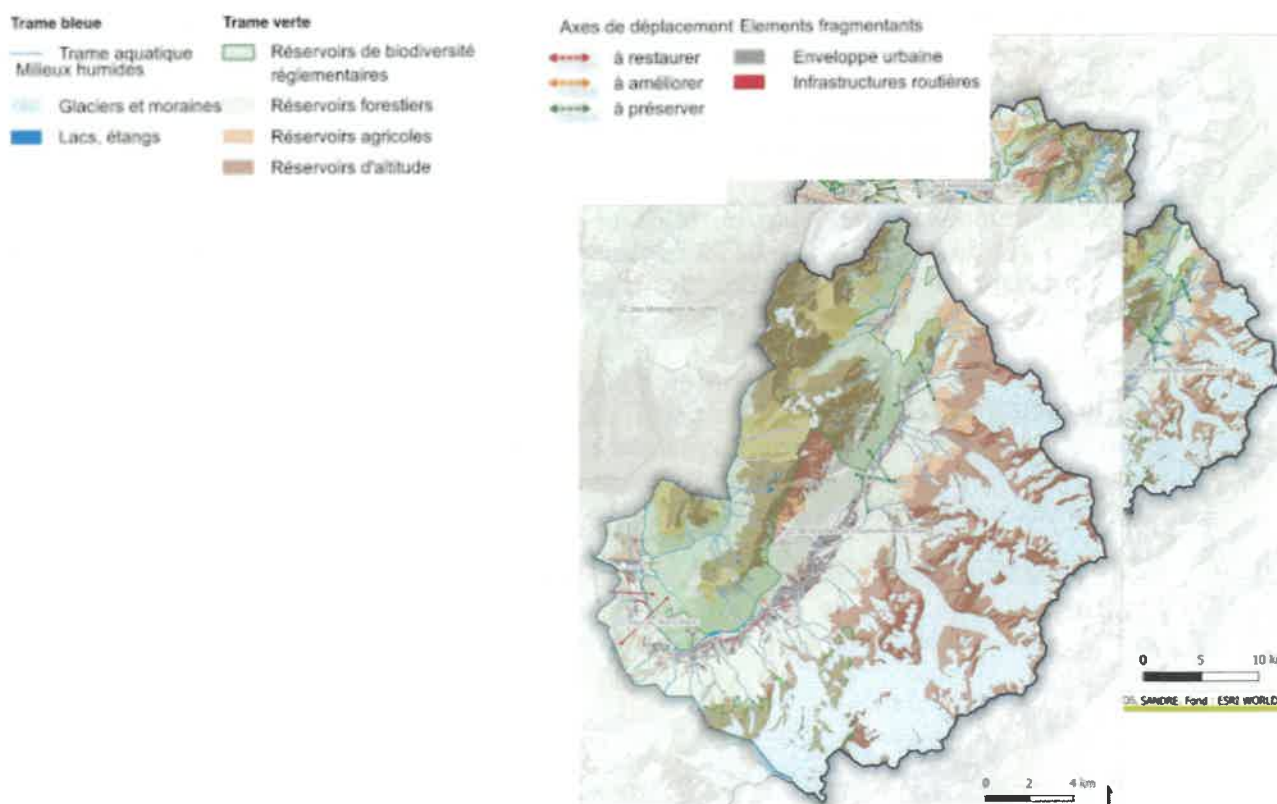 Trame bleue
Trame aquatique
Milieux humides
Glaciers et moraines
Lacs, étangs
Trame verte
Réservoirs de biodiversité
réglementaires
Réservoirs forestiers
Réservoirs agricoles
Réservoirs d'altitude
Axes de déplacement
à restaurer
à améliorer
à préserver
Elements fragmentants
Enveloppe urbaine
Infrastructures routières
0 5 10
SANDRE Fond : ESRI WORLD
0 2 4 km